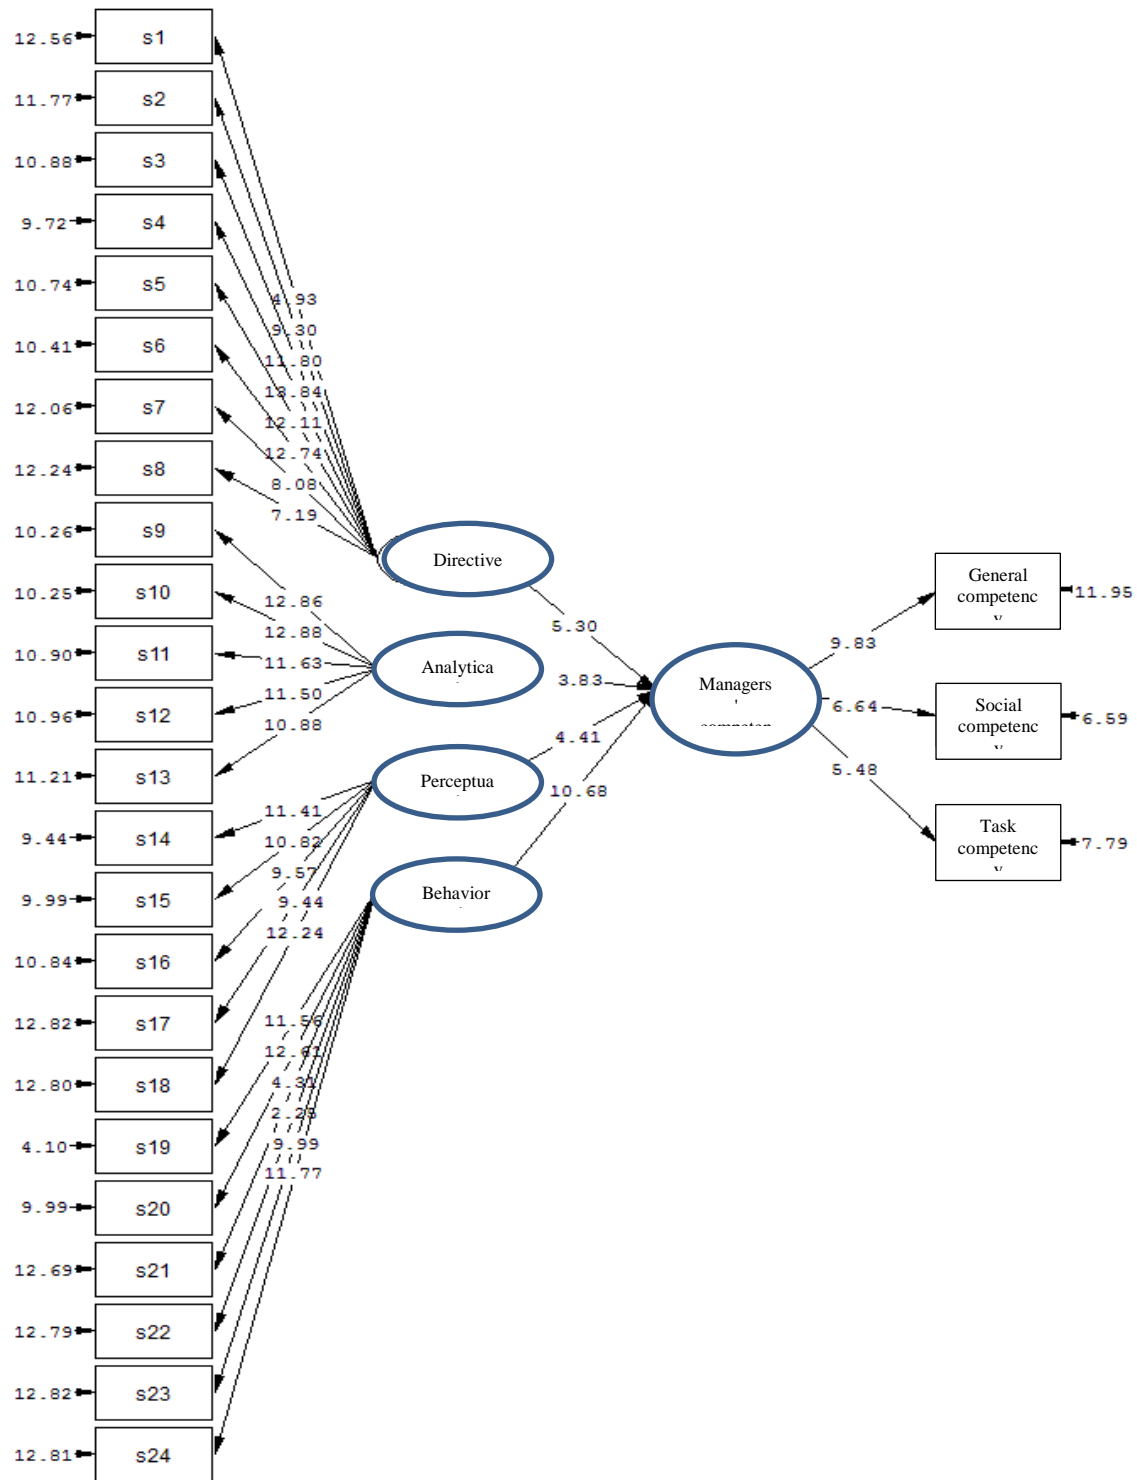 12.56 s1
11.77 s2
10.88 s3
9.72 s4
10.74 s5
10.41 s6
12.06 s7
12.24 s8
10.26 s9
10.25 s10
10.90 s11
10.96 s12
11.21 s13
9.44 s14
9.99 s15
10.84 s16
12.82 s17
12.80 s18
4.10 s19
9.99 s20
12.69 s21
12.79 s22
12.82 s23
12.81 s24
4.93
9.30
11.80
13.84
12.11
12.74
8.08
7.19
12.86
12.88
11.63
11.50
10.88
11.41
10.82
9.57
9.44
12.24
11.56
12.61
4.31
2.25
9.99
11.77
Directive
Analytica
Perceptua
Behavior
5.30
3.83
4.41
10.68
Managers
'
9.83
6.64
5.48
General
competenc
y
11.95
Social
competenc
y
6.59
Task
competenc
y
7.79